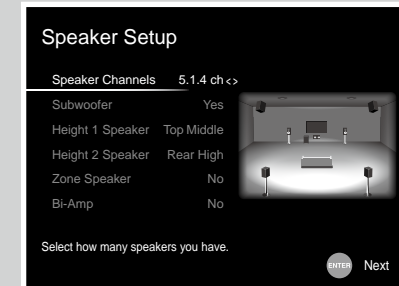 Speaker Setup
Speaker Channels 5.1.4 ch <>
Subwoofer Yes
Height 1 Speaker Top Middle
Height 2 Speaker Rear High
Zone Speaker No
Bi-Amp No
Select how many speakers you have.
ENTER Next